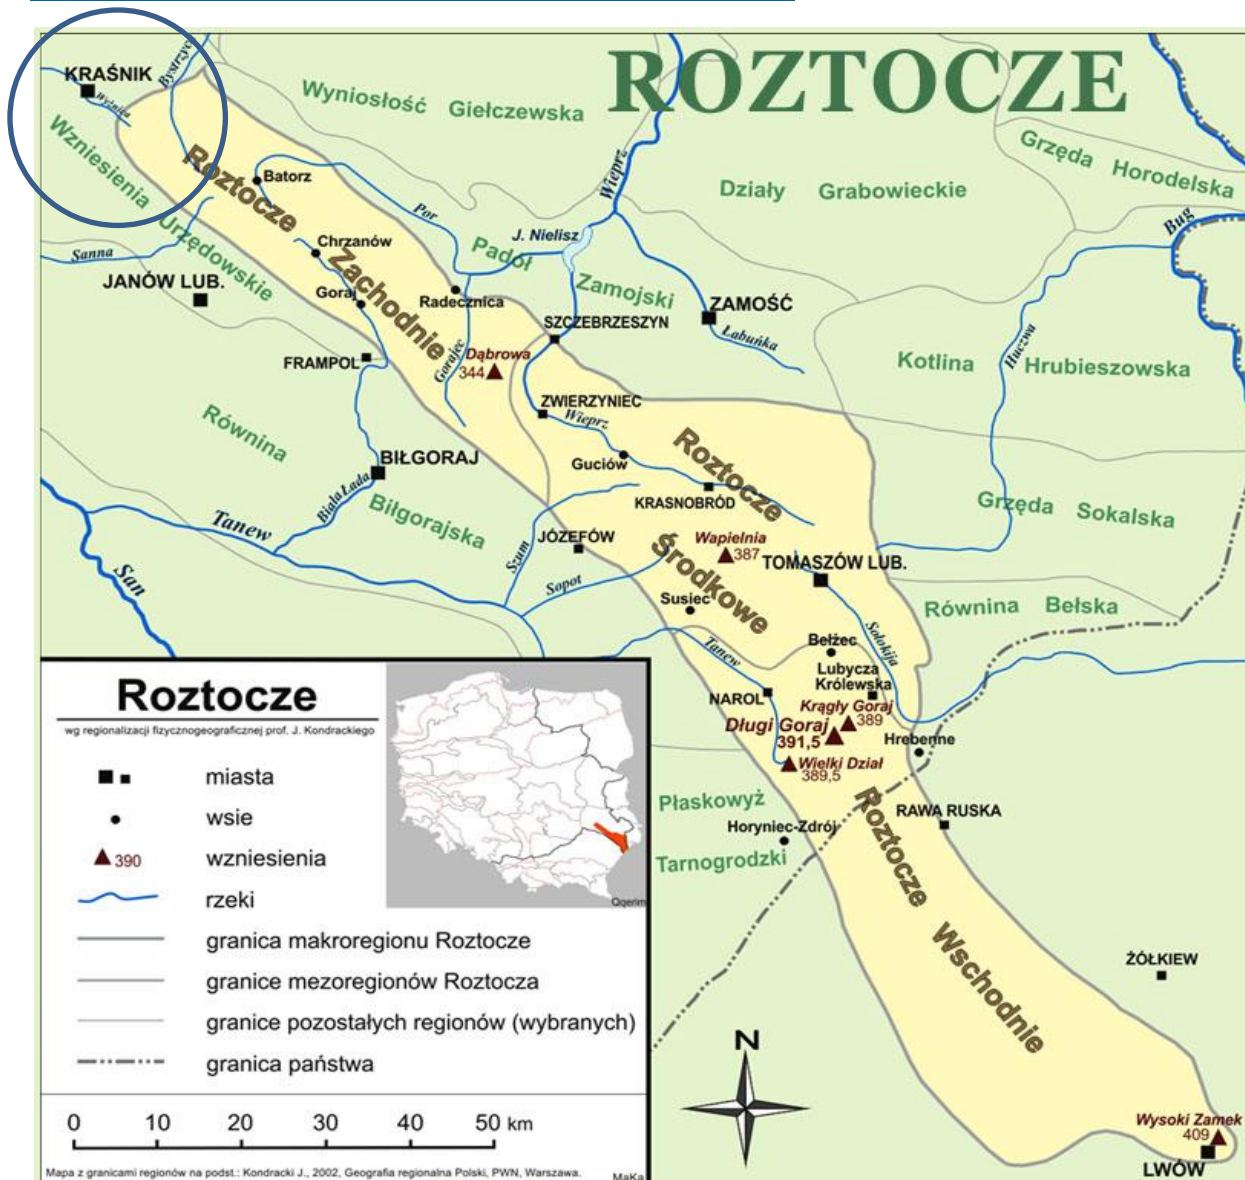 ROZTOCZE
KRAŚNIK
Wyżnica
Wyniosłość Giełczewska
Wzniesienia Urzędowskie
Grzęda Horodelska
Działy Grabowieckie
Wieprz
Bug
Roztocze Zachodnie
Batorz
Por
J. Nielisz
Padół Zamojski
Sanna
Chrzanów
JANÓW LUB.
Goraj
Radecznica
ZAMOŚĆ
Łabuńka
SZCZEBRZESZYN
Huczwa
FRAMPOL
Gorajec
Dąbrowa
344
Kotlina Hrubieszowska
ZWIERZYNIEC
Wieprz
Równina Biłgorajska
BIŁGORAJ
Guciów
Roztocze Środkowe
KRASNOBRÓD
Biała Łada
Grzęda Sokalska
Tanew
JÓZEFÓW
Szum
Wapielnia
387
TOMASZÓW LUB.
San
Sopot
Susiec
Równina Bełska
Bełżec
Sołokija
Tanew
Lubycza
Królewska
NAROL
Krągły Goraj
389
Długi Goraj
391,5
Hrebenne
Wielki Dział
389,5
Płaskowyż
Tarnogrodzki
Horyniec-Zdrój
RAWA RUSKA
Roztocze Wschodnie
ŻÓŁKIEW
N
Wysoki Zamek
409
LWÓW
Roztocze
wg regionalizacji fizycznogeograficznej prof. J. Kondrackiego
miasta
wsie
390 wzniesienia
rzeki
granica makroregionu Roztocze
granice mezoregionów Roztocza
granice pozostałych regionów (wybranych)
granica państwa
Qqerim
0 10 20 30 40 50 km
Mapa z granicami regionów na podst.: Kondracki J., 2002, Geografia regionalna Polski, PWN, Warszawa.
MaKa